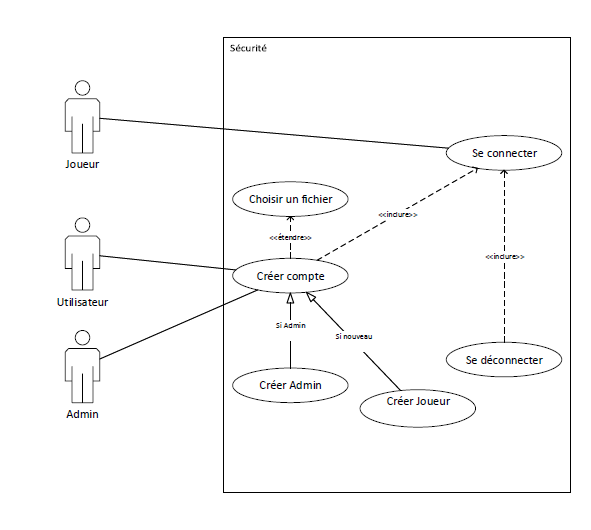 Sécurité
Joueur
Se connecter
Choisir un fichier
<<inclure>>
<<étendre>>
<<inclure>>
Créer compte
Utilisateur
Si Admin
Si nouveau
Se déconnecter
Créer Admin
Créer Joueur
Admin